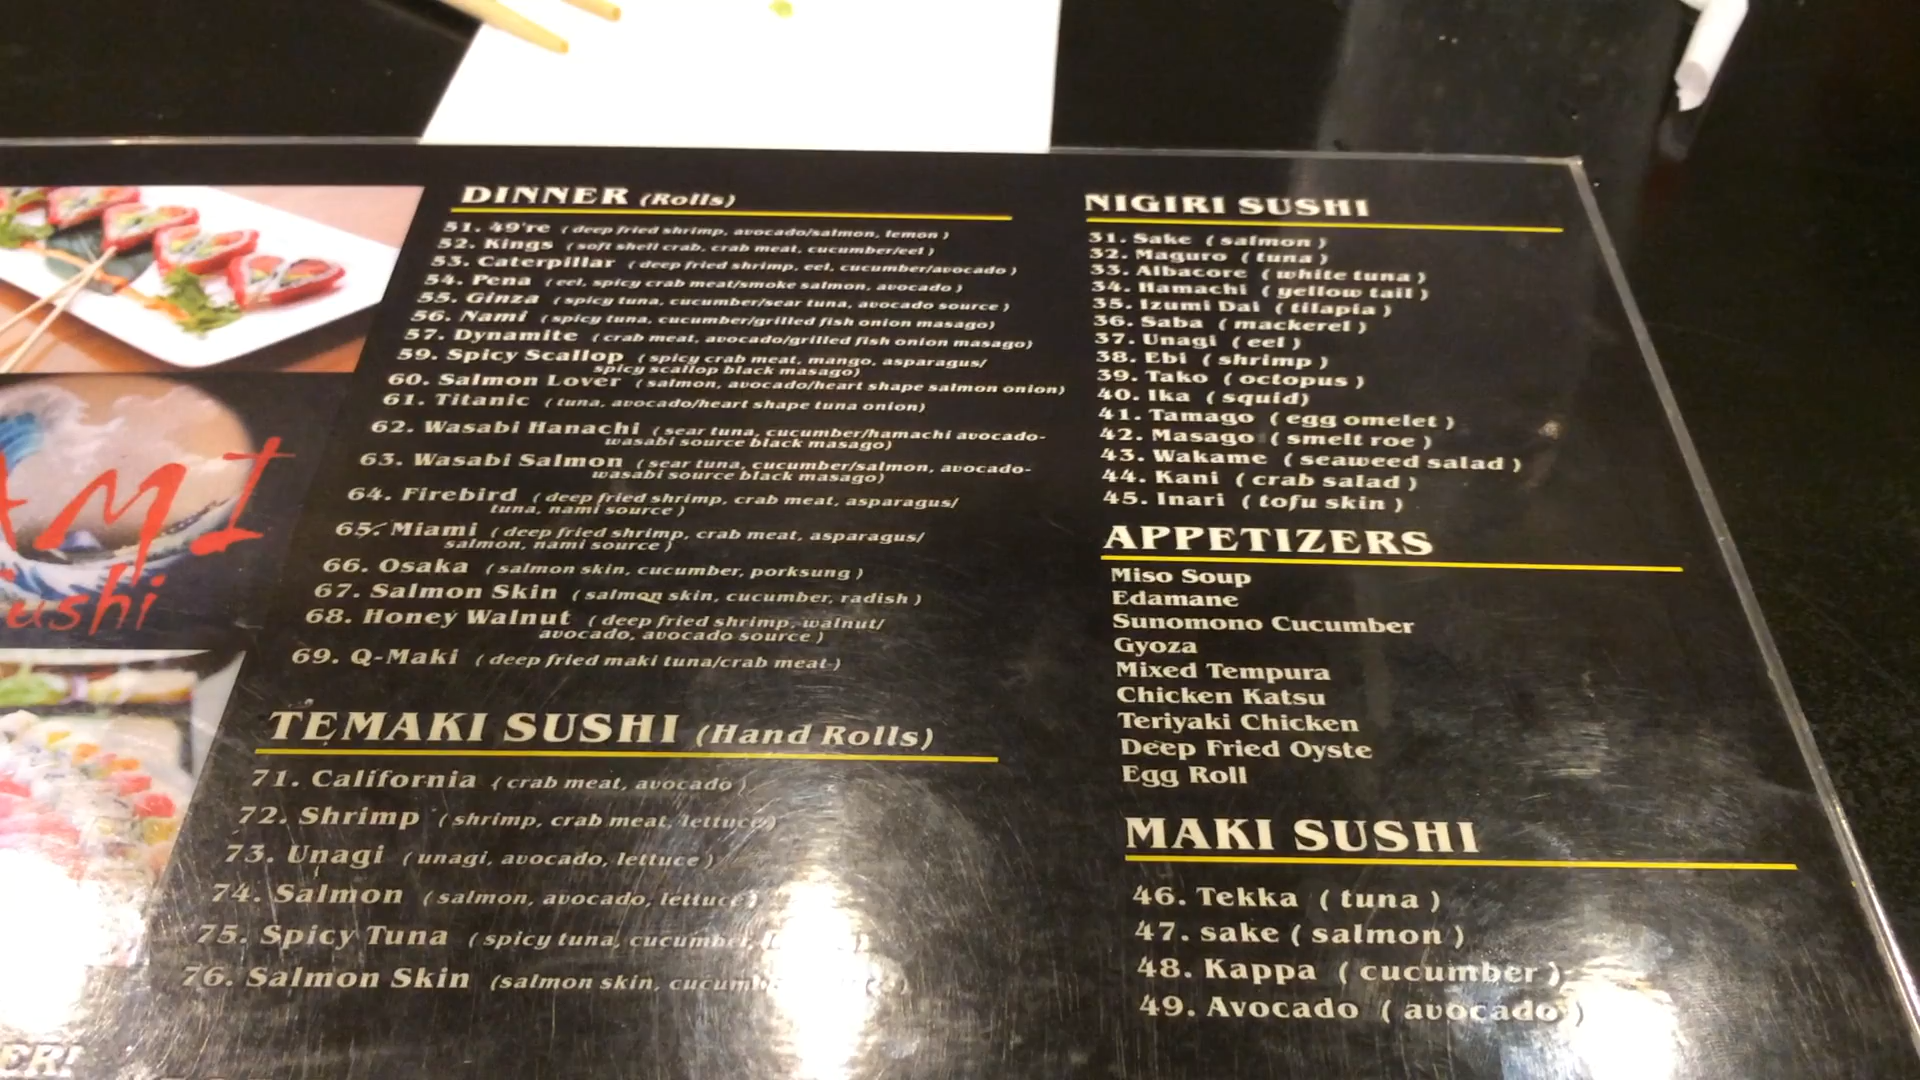 DINNER (Rolls)
51. 49're (deep fried shrimp, avocado/salmon, lemon)
52. Kings (soft shell crab, crab meat, cucumber/eel)
53. Caterpillar (deep fried shrimp, eel, cucumber/avocado)
54. Pena (eel, spicy crab meat/smoke salmon, avocado)
55. Ginza (spicy tuna, cucumber/sear tuna, avocado source)
56. Nami (spicy tuna, cucumber/grilled fish onion masago)
57. Dynamite (crab meat, avocado/grilled fish onion masago)
59. Spicy Scallop (spicy crab meat, mango, asparagus/
spicy scallop black masago)
60. Salmon Lover (salmon, avocado/heart shape salmon onion)
61. Titanic (tuna, avocado/heart shape tuna onion)
62. Wasabi Hanachi (sear tuna, cucumber/hamachi avocado-
wasabi source black masago)
63. Wasabi Salmon (sear tuna, cucumber/salmon, avocado-
wasabi source black masago)
64. Firebird (deep fried shrimp, crab meat, asparagus/
tuna, nami source)
65. Miami (deep fried shrimp, crab meat, asparagus/
salmon, nami source)
66. Osaka (salmon skin, cucumber, porksung)
67. Salmon Skin (salmon skin, cucumber, radish)
68. Honey Walnut (deep fried shrimp, walnut/
avocado, avocado source)
69. Q-Maki (deep fried maki tuna/crab meat)
TEMAKI SUSHI (Hand Rolls)
71. California (crab meat, avocado)
72. Shrimp (shrimp, crab meat, lettuce)
73. Unagi (unagi, avocado, lettuce)
74. Salmon (salmon, avocado, lettuce)
75. Spicy Tuna (spicy tuna, cucumber,
76. Salmon Skin (salmon skin,
NIGIRI SUSHI
31. Sake (salmon)
32. Maguro (tuna)
33. Albacore (white tuna)
34. Hamachi (yellow tail)
35. Izumi Dai (tilapia)
36. Saba (mackerel)
37. Unagi (eel)
38. Ebi (shrimp)
39. Tako (octopus)
40. Ika (squid)
41. Tamago (egg omelet)
42. Masago (smelt roe)
43. Wakame (seaweed salad)
44. Kani (crab salad)
45. Inari (tofu skin)
APPETIZERS
Miso Soup
Edamane
Sunomono Cucumber
Gyoza
Mixed Tempura
Chicken Katsu
Teriyaki Chicken
Deep Fried Oyste
Egg Roll
MAKI SUSHI
46. Tekka (tuna)
47. sake (salmon)
48. Kappa (cucumber)
49. Avocado (avocado)
AMI
ushi
ER!